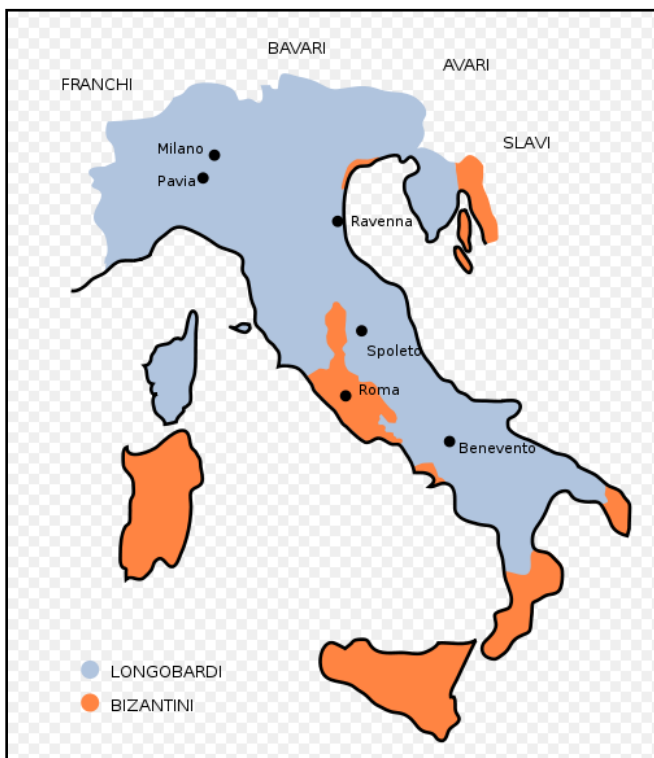 BAVARI
AVARI
FRANCHI
SLAVI
Milano
Pavia
Ravenna
Spoleto
Roma
Benevento
LONGOBARDI
BIZANTINI